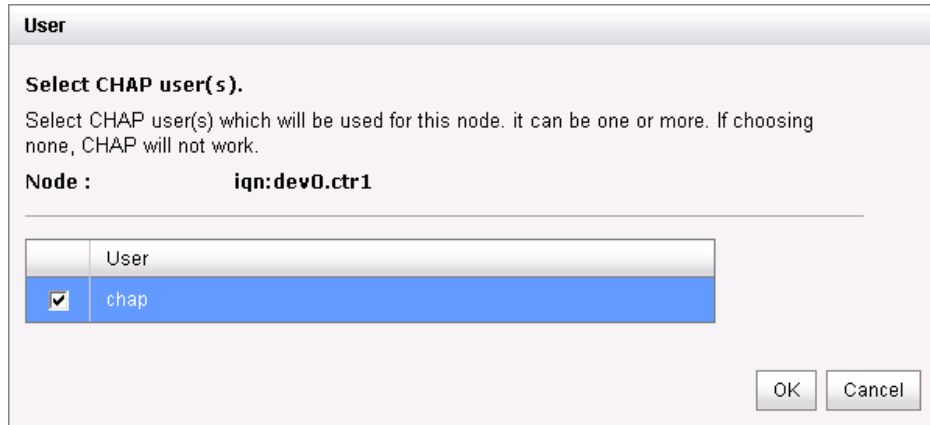 User
Select CHAP user(s).
Select CHAP user(s) which will be used for this node. it can be one or more. If choosing
none, CHAP will not work.
Node : iqn:dev0.ctr1
User
chap
OK Cancel